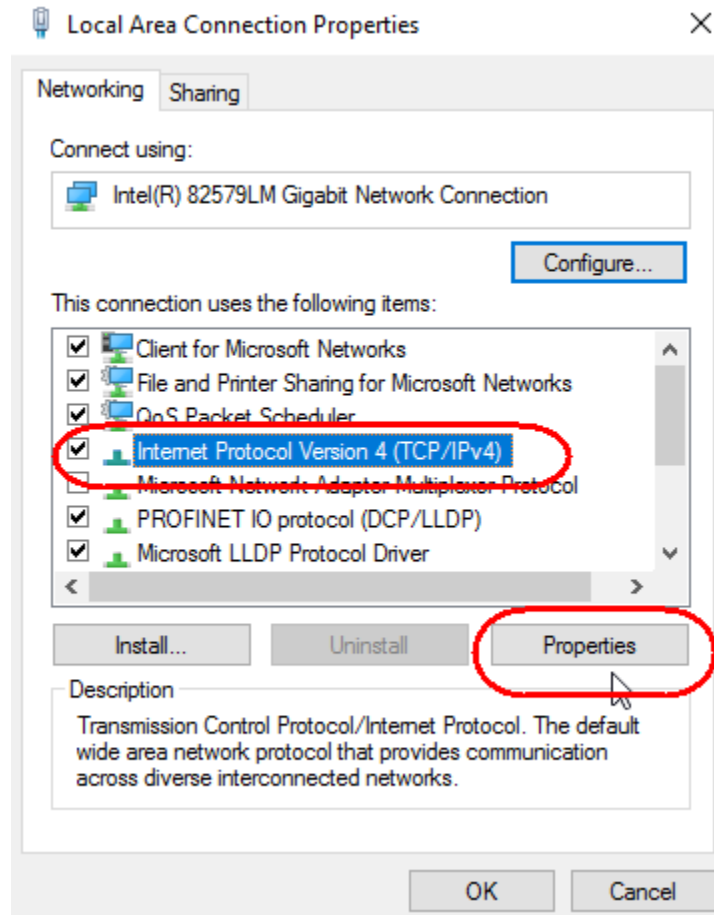 Local Area Connection Properties
Networking
Sharing
Connect using:
Intel(R) 82579LM Gigabit Network Connection
Configure...
This connection uses the following items:
Client for Microsoft Networks
File and Printer Sharing for Microsoft Networks
QoS Packet Scheduler
Internet Protocol Version 4 (TCP/IPv4)
Microsoft Network Adapter Multiplexor Protocol
PROFINET IO protocol (DCP/LLDP)
Microsoft LLDP Protocol Driver
Install...
Uninstall
Properties
Description
Transmission Control Protocol/Internet Protocol. The default
wide area network protocol that provides communication
across diverse interconnected networks.
OK
Cancel